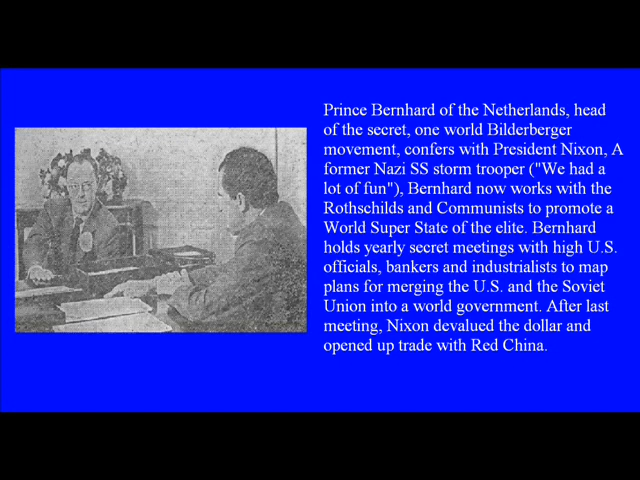 Prince Bernhard of the Netherlands, head
of the secret, one world Bilderberger
movement, confers with President Nixon, A
former Nazi SS storm trooper ("We had a
lot of fun"), Bernhard now works with the
Rothschilds and Communists to promote a
World Super State of the elite. Bernhard
holds yearly secret meetings with high U.S.
officials, bankers and industrialists to map
plans for merging the U.S. and the Soviet
Union into a world government. After last
meeting, Nixon devalued the dollar and
opened up trade with Red China.